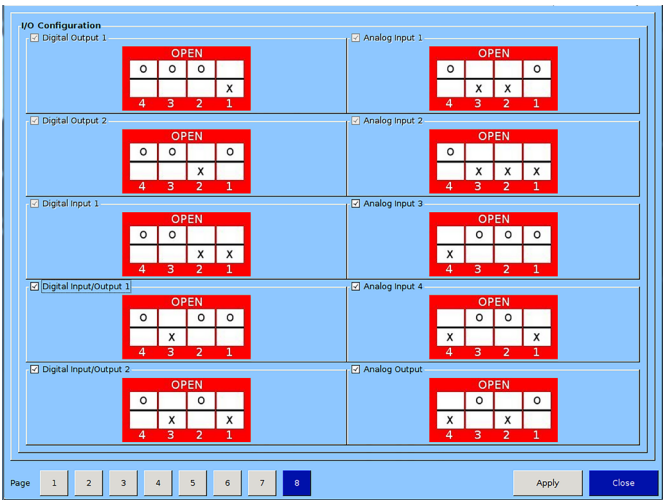 I/O Configuration
Digital Output 1
OPEN
O O O
X
4 3 2 1
Analog Input 1
OPEN
O O
X X
4 3 2 1
Digital Output 2
OPEN
O O O
X
4 3 2 1
Analog Input 2
OPEN
O
X X X
4 3 2 1
Digital Input 1
OPEN
O O
X X
4 3 2 1
Analog Input 3
OPEN
O O O
X
4 3 2 1
Digital Input/Output 1
OPEN
O O O
X
4 3 2 1
Analog Input 4
OPEN
O O
X X
4 3 2 1
Digital Input/Output 2
OPEN
O O
X X
4 3 2 1
Analog Output
OPEN
O O
X X
4 3 2 1
Page 1 2 3 4 5 6 7 8 Apply Close